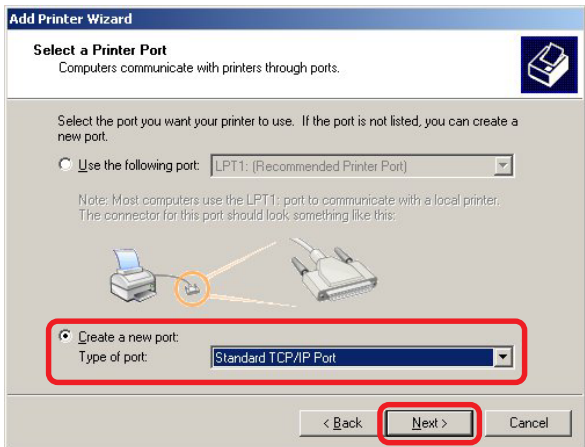 Add Printer Wizard
Select a Printer Port
Computers communicate with printers through ports.
Select the port you want your printer to use. If the port is not listed, you can create a
new port.
Use the following port: LPT1: (Recommended Printer Port)
Note: Most computers use the LPT1: port to communicate with a local printer.
The connector for this port should look something like this:
Create a new port:
Type of port: Standard TCP/IP Port
< Back Next > Cancel